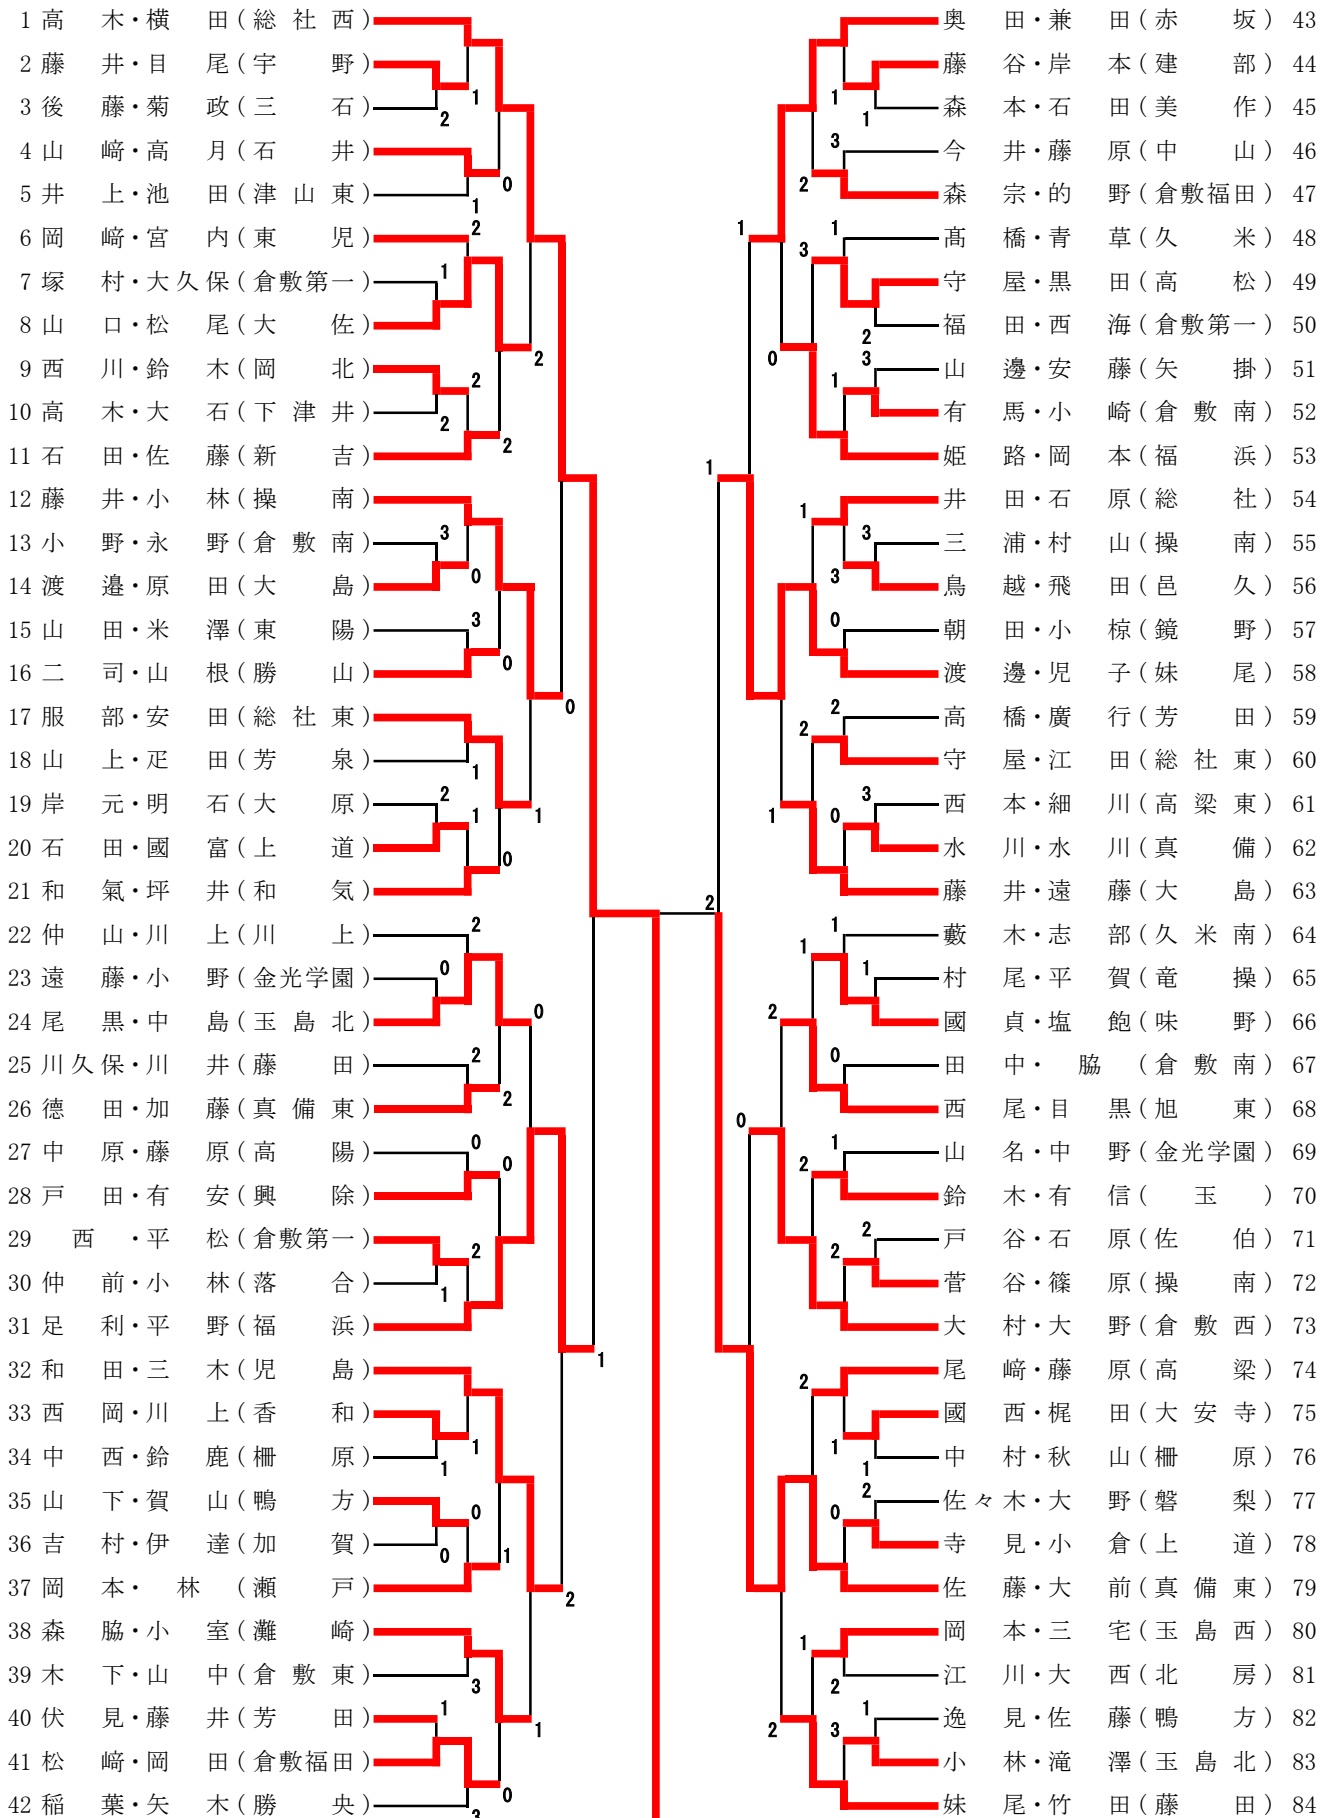 1 高木・横田(総社西)
2 藤井・目尾(宇野)
3 後藤・菊政(三石)
4 山﨑・高月(石井)
5 井上・池田(津山東)
6 岡﨑・宮内(東児)
7 塚村・大久保(倉敷第一)
8 山口・松尾(大佐)
9 西川・鈴木(岡北)
10 高木・大石(下津井)
11 石田・佐藤(新吉)
12 藤井・小林(操南)
13 小野・永野(倉敷南)
14 渡邉・原田(大島)
15 山田・米澤(東陽)
16 二司・山根(勝山)
17 服部・安田(総社東)
18 山上・疋田(芳泉)
19 岸元・明石(大原)
20 石田・國富(上道)
21 和氣・坪井(和気)
22 仲山・川上(川上)
23 遠藤・小野(金光学園)
24 尾黒・中島(玉島北)
25 川久保・川井(藤田)
26 德田・加藤(真備東)
27 中原・藤原(高陽)
28 戸田・有安(興除)
29 西・平松(倉敷第一)
30 仲前・小林(落合)
31 足利・平野(福浜)
32 和田・三木(児島)
33 西岡・川上(香和)
34 中西・鈴鹿(柵原)
35 山下・賀山(鴨方)
36 吉村・伊達(加賀)
37 岡本・林(瀬戸)
38 森脇・小室(灘崎)
39 木下・山中(倉敷東)
40 伏見・藤井(芳田)
41 松﨑・岡田(倉敷福田)
42 稲葉・矢木(勝央)
奥田・兼田(赤坂) 43
藤谷・岸本(建部) 44
森本・石田(美作) 45
今井・藤原(中山) 46
森宗・的野(倉敷福田) 47
髙橋・青草(久米) 48
守屋・黒田(高松) 49
福田・西海(倉敷第一) 50
山邊・安藤(矢掛) 51
有馬・小崎(倉敷南) 52
姫路・岡本(福浜) 53
井田・石原(総社) 54
三浦・村山(操南) 55
鳥越・飛田(邑久) 56
朝田・小椋(鏡野) 57
渡邊・児子(妹尾) 58
高橋・廣行(芳田) 59
守屋・江田(総社東) 60
西本・細川(高梁東) 61
水川・水川(真備) 62
藤井・遠藤(大島) 63
藪木・志部(久米南) 64
村尾・平賀(竜操) 65
國貞・塩飽(味野) 66
田中・脇(倉敷南) 67
西尾・目黒(旭東) 68
山名・中野(金光学園) 69
鈴木・有信(玉) 70
戸谷・石原(佐伯) 71
菅谷・篠原(操南) 72
大村・大野(倉敷西) 73
尾崎・藤原(高梁) 74
國西・梶田(大安寺) 75
中村・秋山(柵原) 76
佐々木・大野(磐梨) 77
寺見・小倉(上道) 78
佐藤・大前(真備東) 79
岡本・三宅(玉島西) 80
江川・大西(北房) 81
逸見・佐藤(鴨方) 82
小林・滝澤(玉島北) 83
妹尾・竹田(藤田) 84